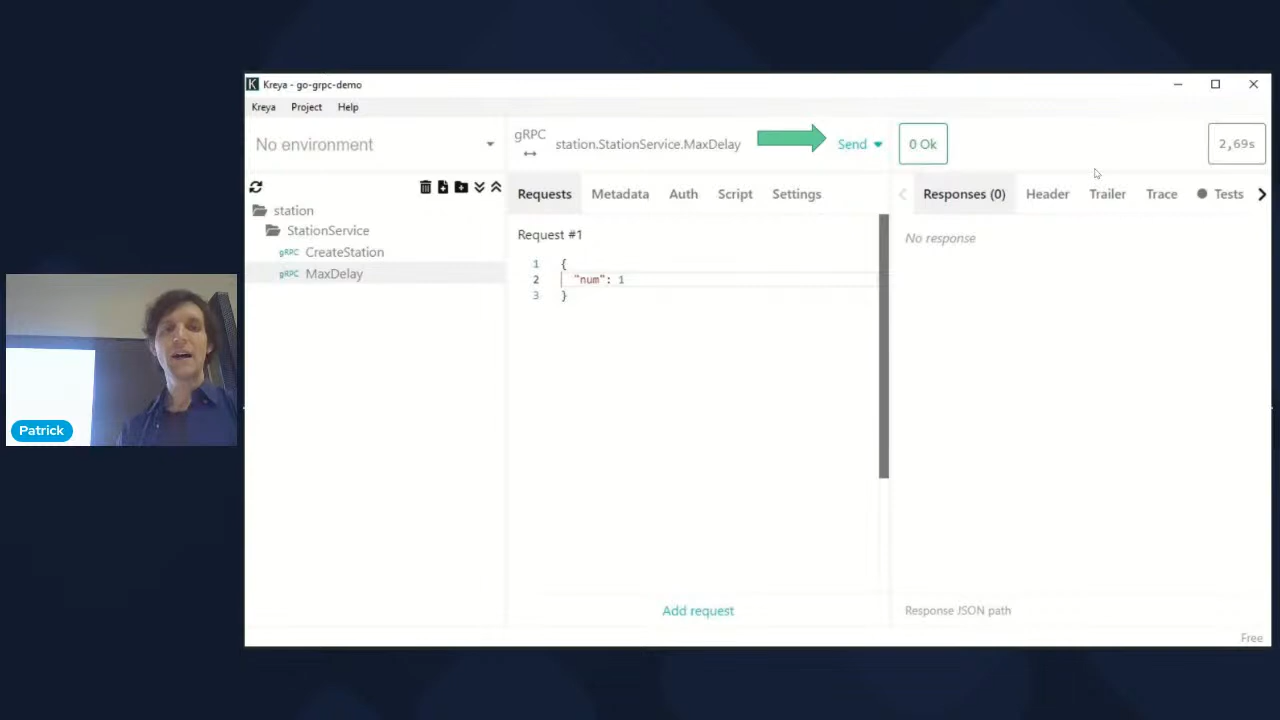 Kreya - go-grpc-demo
Kreya Project Help
No environment
gRPC
station.StationService.MaxDelay
Send
0 Ok
2,69s
Requests Metadata Auth Script Settings
Responses (0) Header Trailer Trace Tests
station
StationService
gRPC CreateStation
gRPC MaxDelay
Request #1
1 {
2 "num": 1
3 }
No response
Add request
Response JSON path
Free
Patrick